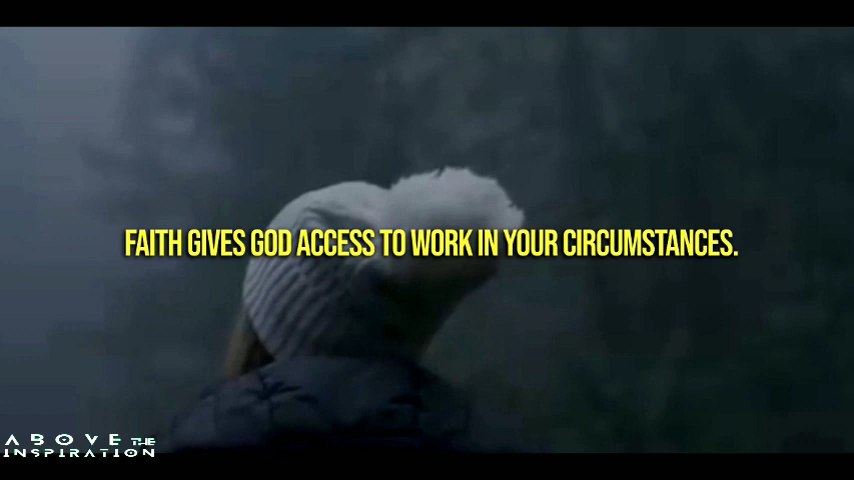 FAITH GIVES GOD ACCESS TO WORK IN YOUR CIRCUMSTANCES.
ABOVE THE
INSPIRATION